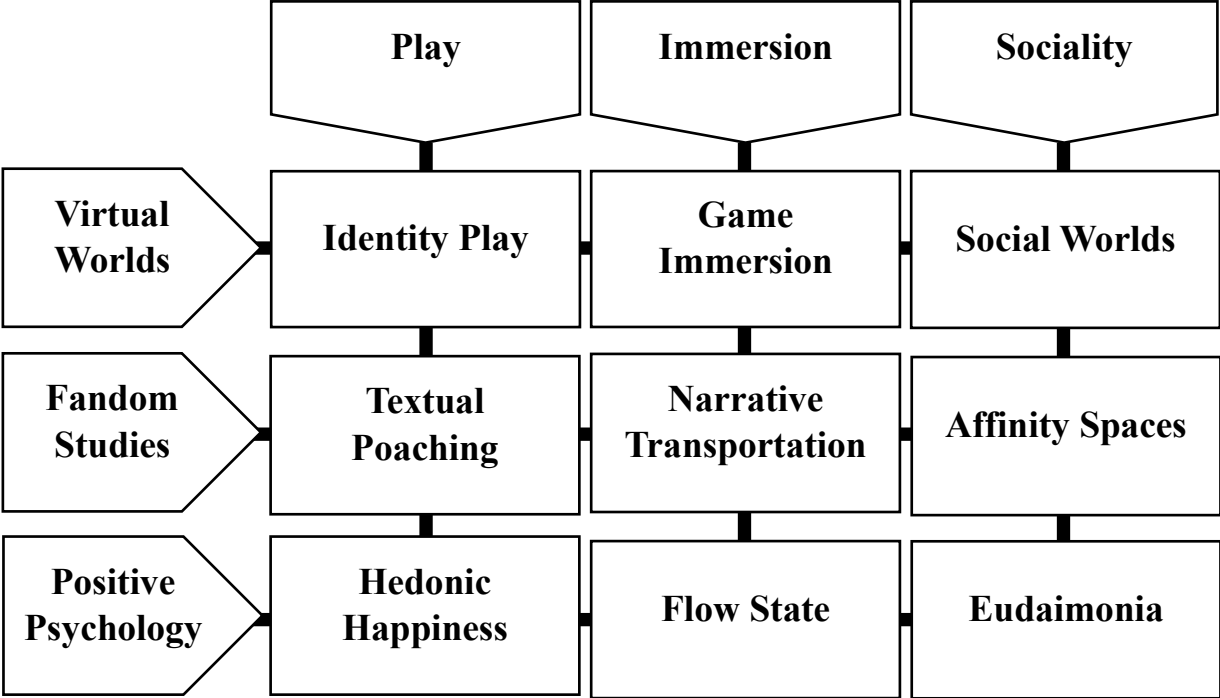 Play
Immersion
Sociality
Virtual
Worlds
Identity Play
Game
Immersion
Social Worlds
Fandom
Studies
Textual
Poaching
Narrative
Transportation
Affinity Spaces
Positive
Psychology
Hedonic
Happiness
Flow State
Eudaimonia